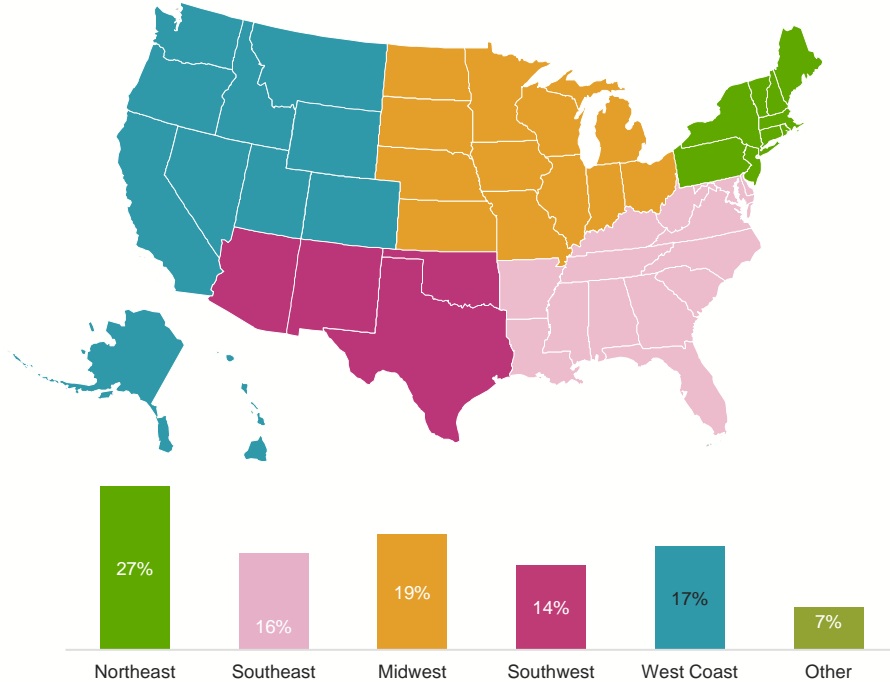 27%
16%
19%
14%
17%
7%
Northeast
Southeast
Midwest
Southwest
West Coast
Other